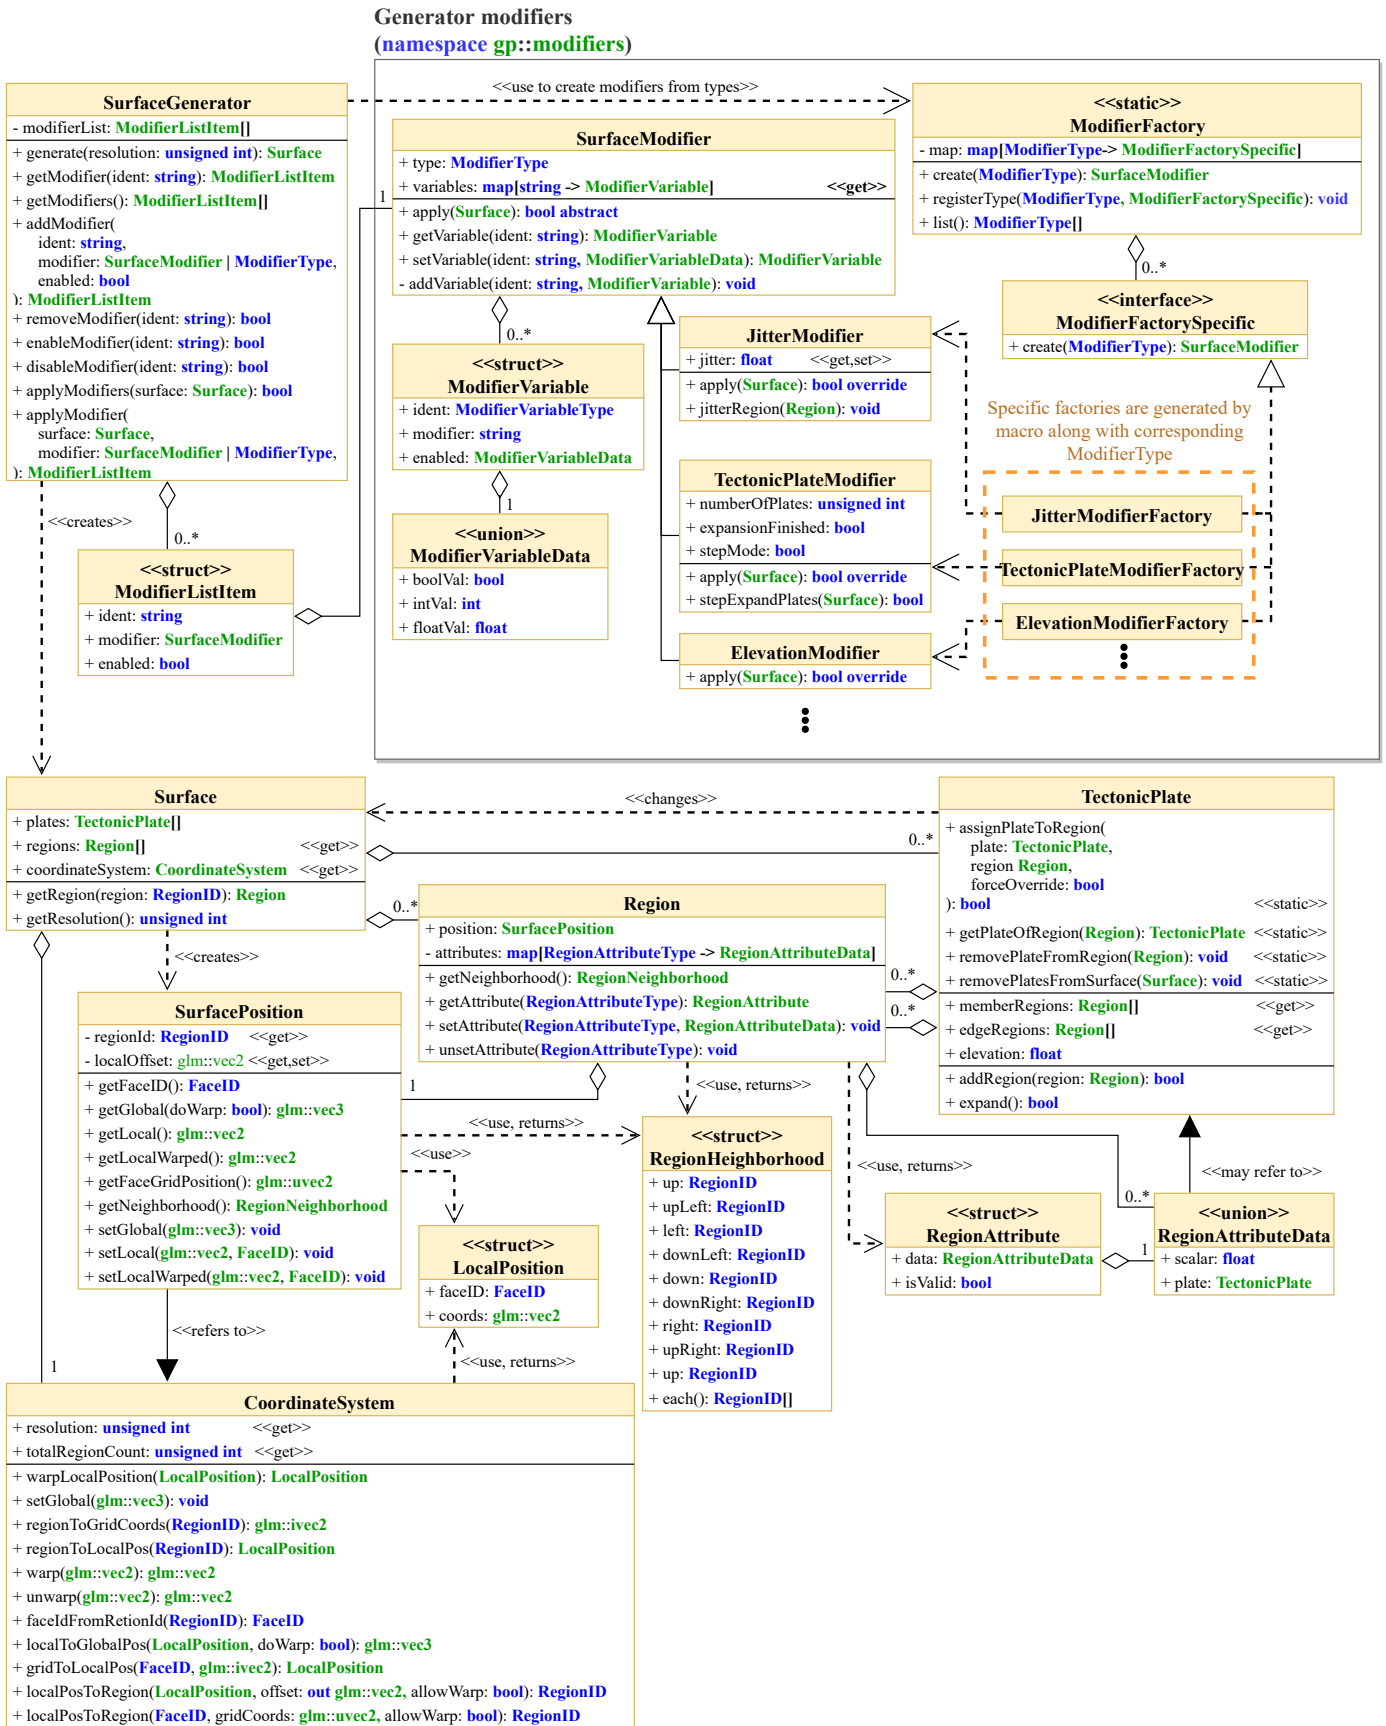 Generator modifiers
(namespace gp::modifiers)
SurfaceGenerator
- modifierList: ModifierListItem[]
+ generate(resolution: unsigned int): Surface
+ getModifier(ident: string): ModifierListItem
+ getModifiers(): ModifierListItem[]
+ addModifier(
ident: string,
modifier: SurfaceModifier | ModifierType,
enabled: bool
): ModifierListItem
+ removeModifier(ident: string): bool
+ enableModifier(ident: string): bool
+ disableModifier(ident: string): bool
+ applyModifiers(surface: Surface): bool
+ applyModifier(
surface: Surface,
modifier: SurfaceModifier | ModifierType,
): ModifierListItem
<<use to create modifiers from types>>
1
SurfaceModifier
+ type: ModifierType
+ variables: map[string -> ModifierVariable] <<get>>
+ apply(Surface): bool abstract
+ getVariable(ident: string): ModifierVariable
+ setVariable(ident: string, ModifierVariableData): ModifierVariable
- addVariable(ident: string, ModifierVariable): void
<<static>>
ModifierFactory
- map: map[ModifierType-> ModifierFactorySpecific]
+ create(ModifierType): SurfaceModifier
+ registerType(ModifierType, ModifierFactorySpecific): void
+ list(): ModifierType[]
0..*
<<interface>>
ModifierFactorySpecific
+ create(ModifierType): SurfaceModifier
0..*
<<struct>>
ModifierVariable
+ ident: ModifierVariableType
+ modifier: string
+ enabled: ModifierVariableData
1
<<union>>
ModifierVariableData
+ boolVal: bool
+ intVal: int
+ floatVal: float
JitterModifier
+ jitter: float <<get,set>>
+ apply(Surface): bool override
+ jitterRegion(Region): void
TectonicPlateModifier
+ numberOfPlates: unsigned int
+ expansionFinished: bool
+ stepMode: bool
+ apply(Surface): bool override
+ stepExpandPlates(Surface): bool
ElevationModifier
+ apply(Surface): bool override
Specific factories are generated by
macro along with corresponding
ModifierType
JitterModifierFactory
TectonicPlateModifierFactory
ElevationModifierFactory
<<creates>>
0..*
<<struct>>
ModifierListItem
+ ident: string
+ modifier: SurfaceModifier
+ enabled: bool
Surface
+ plates: TectonicPlate[]
+ regions: Region[] <<get>>
+ coordinateSystem: CoordinateSystem <<get>>
+ getRegion(region: RegionID): Region
+ getResolution(): unsigned int
<<changes>>
0..*
0..*
TectonicPlate
+ assignPlateToRegion(
plate: TectonicPlate,
region Region,
forceOverride: bool
): bool <<static>>
+ getPlateOfRegion(Region): TectonicPlate <<static>>
+ removePlateFromRegion(Region): void <<static>>
+ removePlatesFromSurface(Surface): void <<static>>
+ memberRegions: Region[] <<get>>
+ edgeRegions: Region[] <<get>>
+ elevation: float
+ addRegion(region: Region): bool
+ expand(): bool
Region
+ position: SurfacePosition
- attributes: map[RegionAttributeType -> RegionAttributeData]
+ getNeighborhood(): RegionNeighborhood
+ getAttribute(RegionAttributeType): RegionAttribute
+ setAttribute(RegionAttributeType, RegionAttributeData): void
+ unsetAttribute(RegionAttributeType): void
0..*
0..*
<<creates>>
SurfacePosition
- regionId: RegionID <<get>>
- localOffset: glm::vec2 <<get,set>>
+ getFaceID(): FaceID
+ getGlobal(doWarp: bool): glm::vec3
+ getLocal(): glm::vec2
+ getLocalWarped(): glm::vec2
+ getFaceGridPosition(): glm::uvec2
+ getNeighborhood(): RegionNeighborhood
+ setGlobal(glm::vec3): void
+ setLocal(glm::vec2, FaceID): void
+ setLocalWarped(glm::vec2, FaceID): void
1
<<use, returns>>
<<use>>
<<use, returns>>
<<struct>>
RegionHeighborhood
+ up: RegionID
+ upLeft: RegionID
+ left: RegionID
+ downLeft: RegionID
+ down: RegionID
+ downRight: RegionID
+ right: RegionID
+ upRight: RegionID
+ up: RegionID
+ each(): RegionID[]
<<struct>>
LocalPosition
+ faceID: FaceID
+ coords: glm::vec2
<<use, returns>>
<<may refer to>>
0..*
<<struct>>
RegionAttribute
+ data: RegionAttributeData
+ isValid: bool
1
<<union>>
RegionAttributeData
+ scalar: float
+ plate: TectonicPlate
<<refers to>>
1
<<use, returns>>
CoordinateSystem
+ resolution: unsigned int <<get>>
+ totalRegionCount: unsigned int <<get>>
+ warpLocalPosition(LocalPosition): LocalPosition
+ setGlobal(glm::vec3): void
+ regionToGridCoords(RegionID): glm::ivec2
+ regionToLocalPos(RegionID): LocalPosition
+ warp(glm::vec2): glm::vec2
+ unwarp(glm::vec2): glm::vec2
+ faceIdFromRetionId(RegionID): FaceID
+ localToGlobalPos(LocalPosition, doWarp: bool): glm::vec3
+ gridToLocalPos(FaceID, glm::ivec2): LocalPosition
+ localPosToRegion(LocalPosition, offset: out glm::vec2, allowWarp: bool): RegionID
+ localPosToRegion(FaceID, gridCoords: glm::uvec2, allowWarp: bool): RegionID